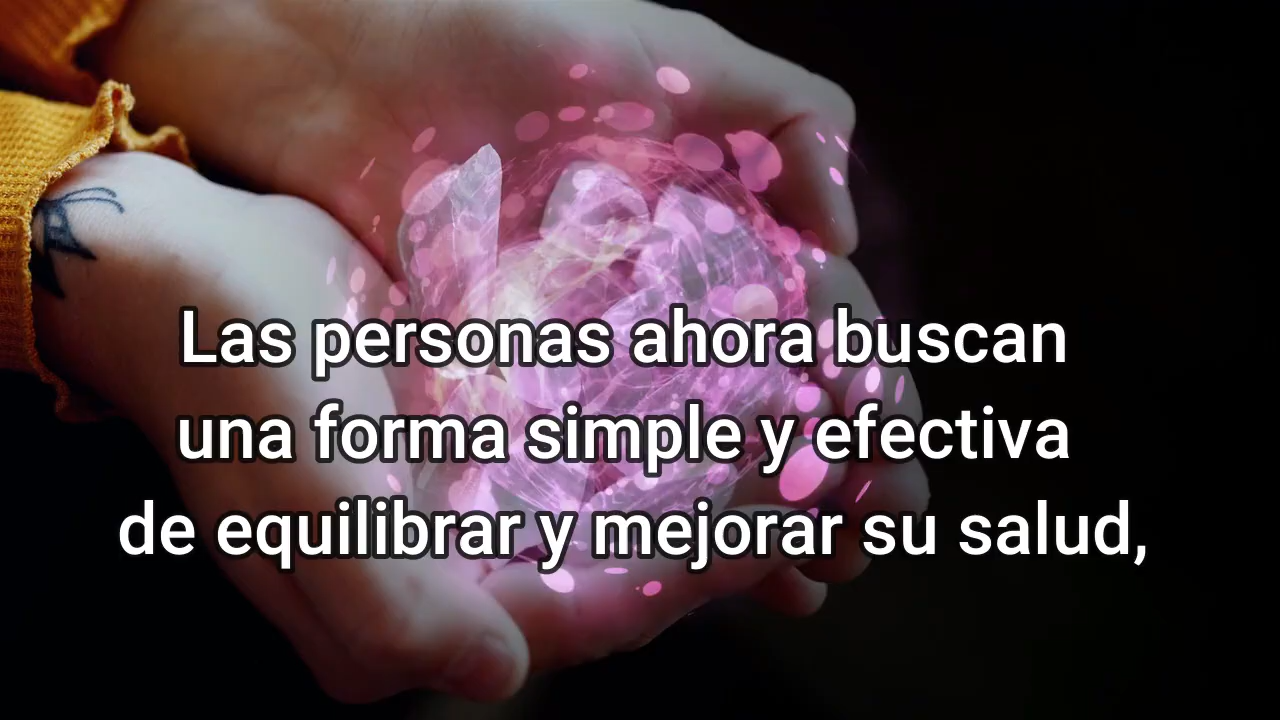 Las personas ahora buscan
una forma simple y efectiva
de equilibrar y mejorar su salud,